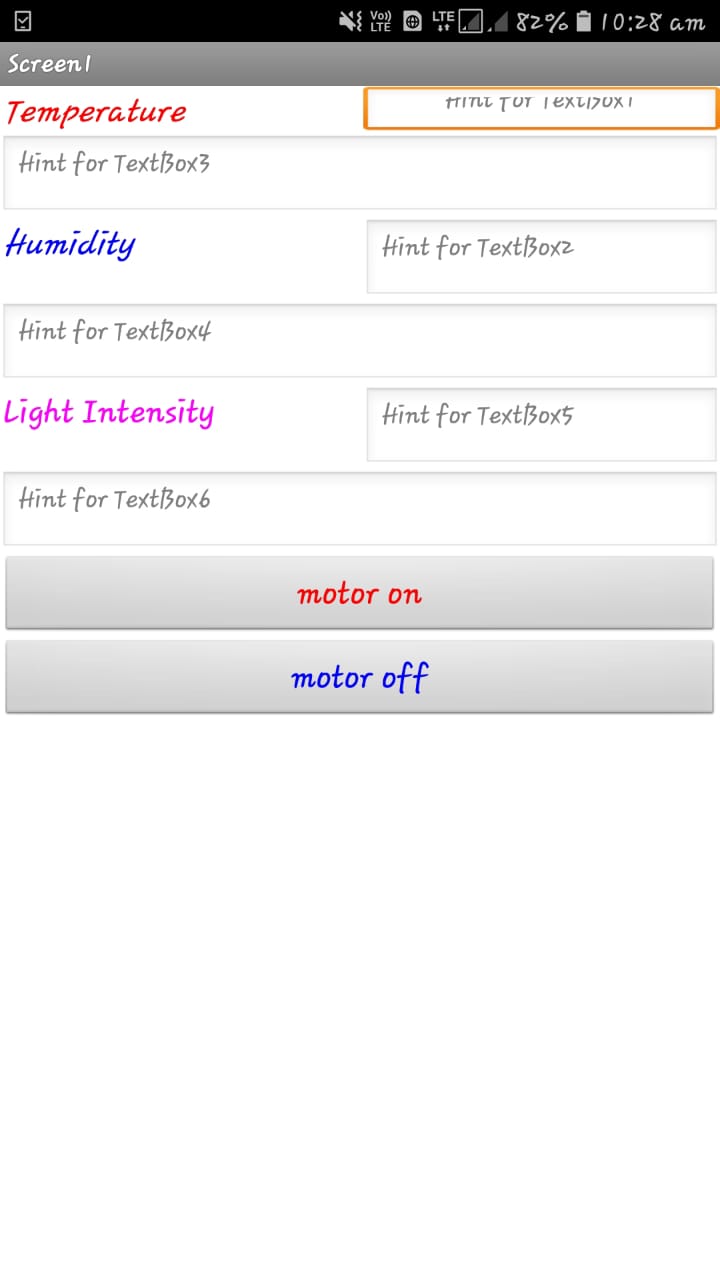 Vo)) LTE LTE 82% 10:28 am
Screen1
Temperature Hint for TextBox1
Hint for TextBox3
Humidity Hint for TextBox2
Hint for TextBox4
Light Intensity Hint for TextBox5
Hint for TextBox6
motor on
motor off